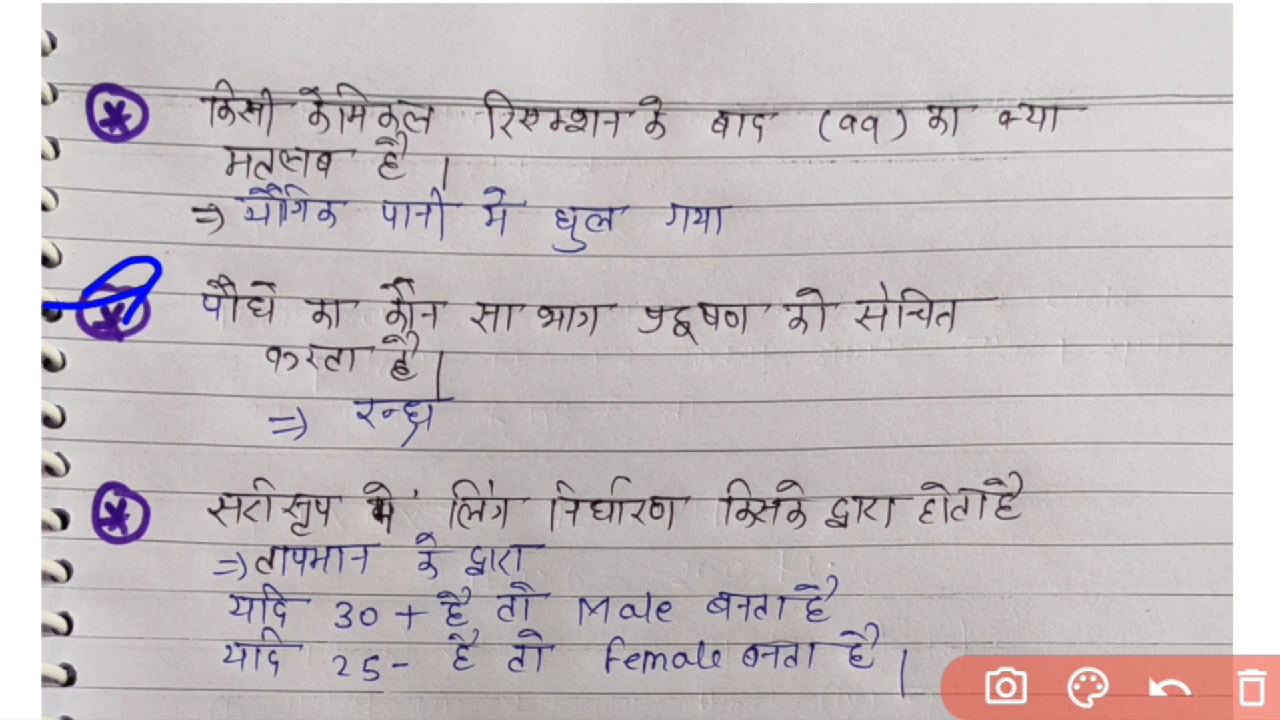 किसी केमिकल रिएक्शन के बाद (aq) का क्या
मतलब है।
⇒ यौगिक पानी मे घुल गया
पौधे का कौन सा भाग प्रदूषण को संचित
करता है।
⇒ रन्ध्र
सरीसृप मे लिंग निर्धारण किसके द्वारा होता है
⇒ तापमान के द्वारा
यदि 30 + है तो Male बनता है
यदि 25 - है तो Female बनता है।